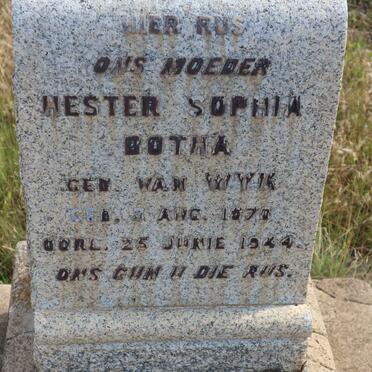 HIER RUS
ONS MOEDER
HESTER SOPHIA
BOTHA
GEB. VAN WYK
GEB. AUG. 1870
OORL. 25 JUNIE 1944.
ONS GUN U DIE RUS.